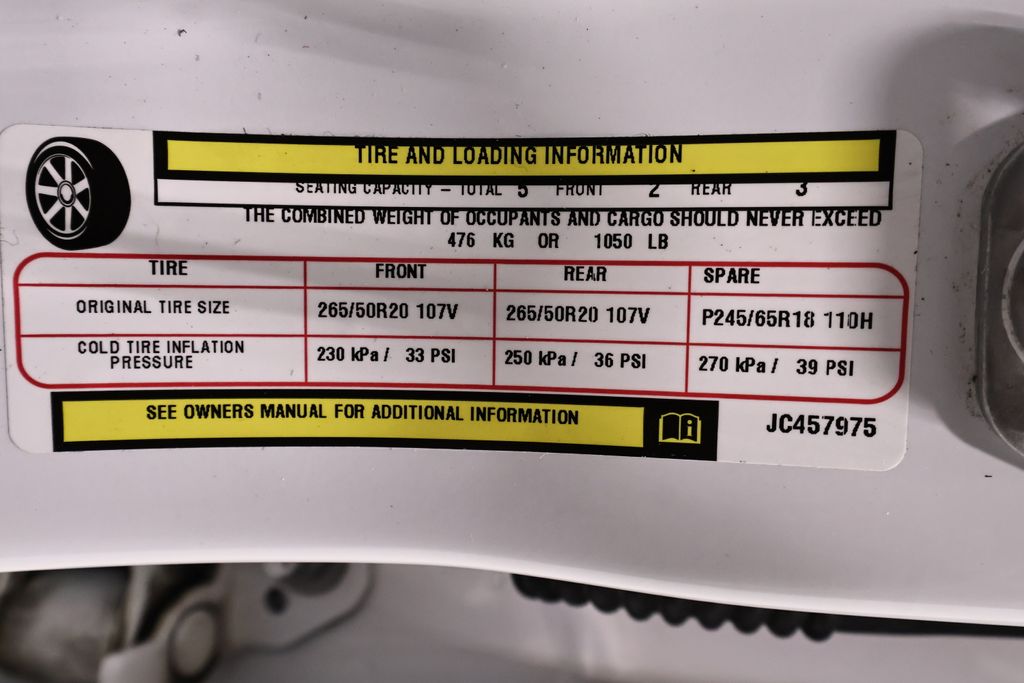 TIRE AND LOADING INFORMATION
SEATING CAPACITY – TOTAL 5 FRONT 2 REAR 3
THE COMBINED WEIGHT OF OCCUPANTS AND CARGO SHOULD NEVER EXCEED
476 KG OR 1050 LB
TIRE FRONT REAR SPARE
ORIGINAL TIRE SIZE 265/50R20 107V 265/50R20 107V P245/65R18 110H
COLD TIRE INFLATION PRESSURE 230 kPa / 33 PSI 250 kPa / 36 PSI 270 kPa / 39 PSI
SEE OWNERS MANUAL FOR ADDITIONAL INFORMATION
JC457975